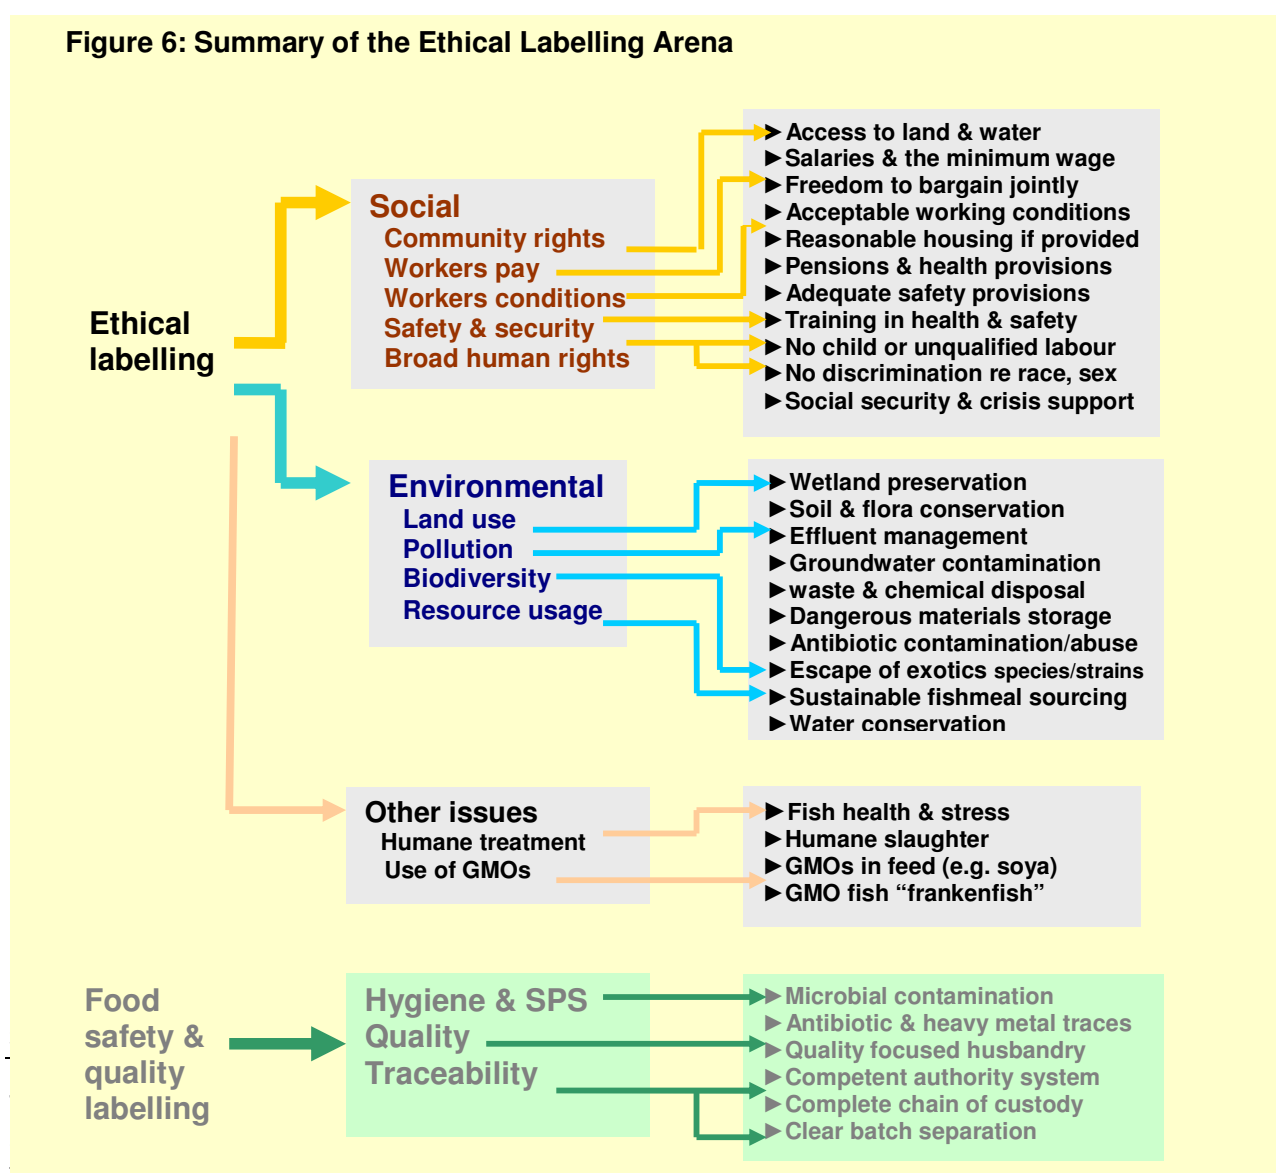 Figure 6: Summary of the Ethical Labelling Arena
Ethical
labelling
Social
Community rights
Workers pay
Workers conditions
Safety & security
Broad human rights
►Access to land & water
►Salaries & the minimum wage
►Freedom to bargain jointly
►Acceptable working conditions
►Reasonable housing if provided
►Pensions & health provisions
►Adequate safety provisions
►Training in health & safety
►No child or unqualified labour
►No discrimination re race, sex
►Social security & crisis support
Environmental
Land use
Pollution
Biodiversity
Resource usage
►Wetland preservation
►Soil & flora conservation
►Effluent management
►Groundwater contamination
►waste & chemical disposal
►Dangerous materials storage
►Antibiotic contamination/abuse
►Escape of exotics species/strains
►Sustainable fishmeal sourcing
►Water conservation
Other issues
Humane treatment
Use of GMOs
►Fish health & stress
►Humane slaughter
►GMOs in feed (e.g. soya)
►GMO fish “frankenfish”
Food
safety &
quality
labelling
Hygiene & SPS
Quality
Traceability
►Microbial contamination
►Antibiotic & heavy metal traces
►Quality focused husbandry
►Competent authority system
►Complete chain of custody
►Clear batch separation